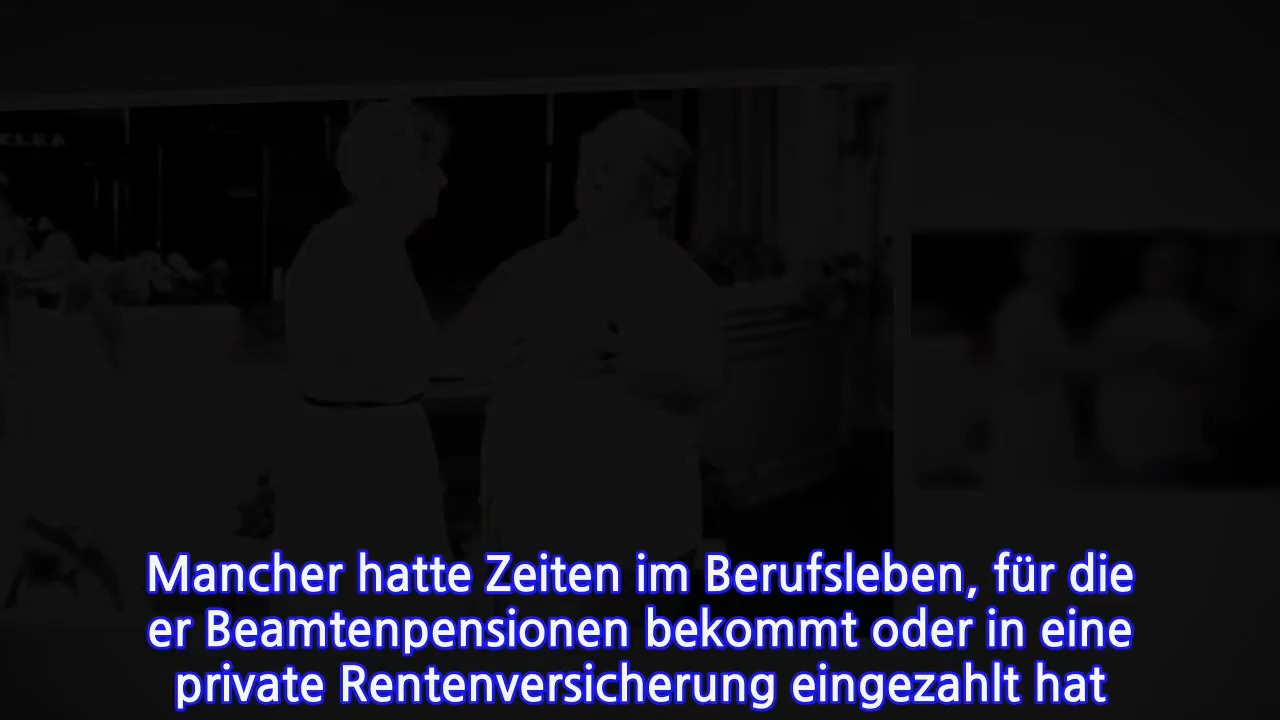 Mancher hatte Zeiten im Berufsleben, für die
er Beamtenpensionen bekommt oder in eine
private Rentenversicherung eingezahlt hat